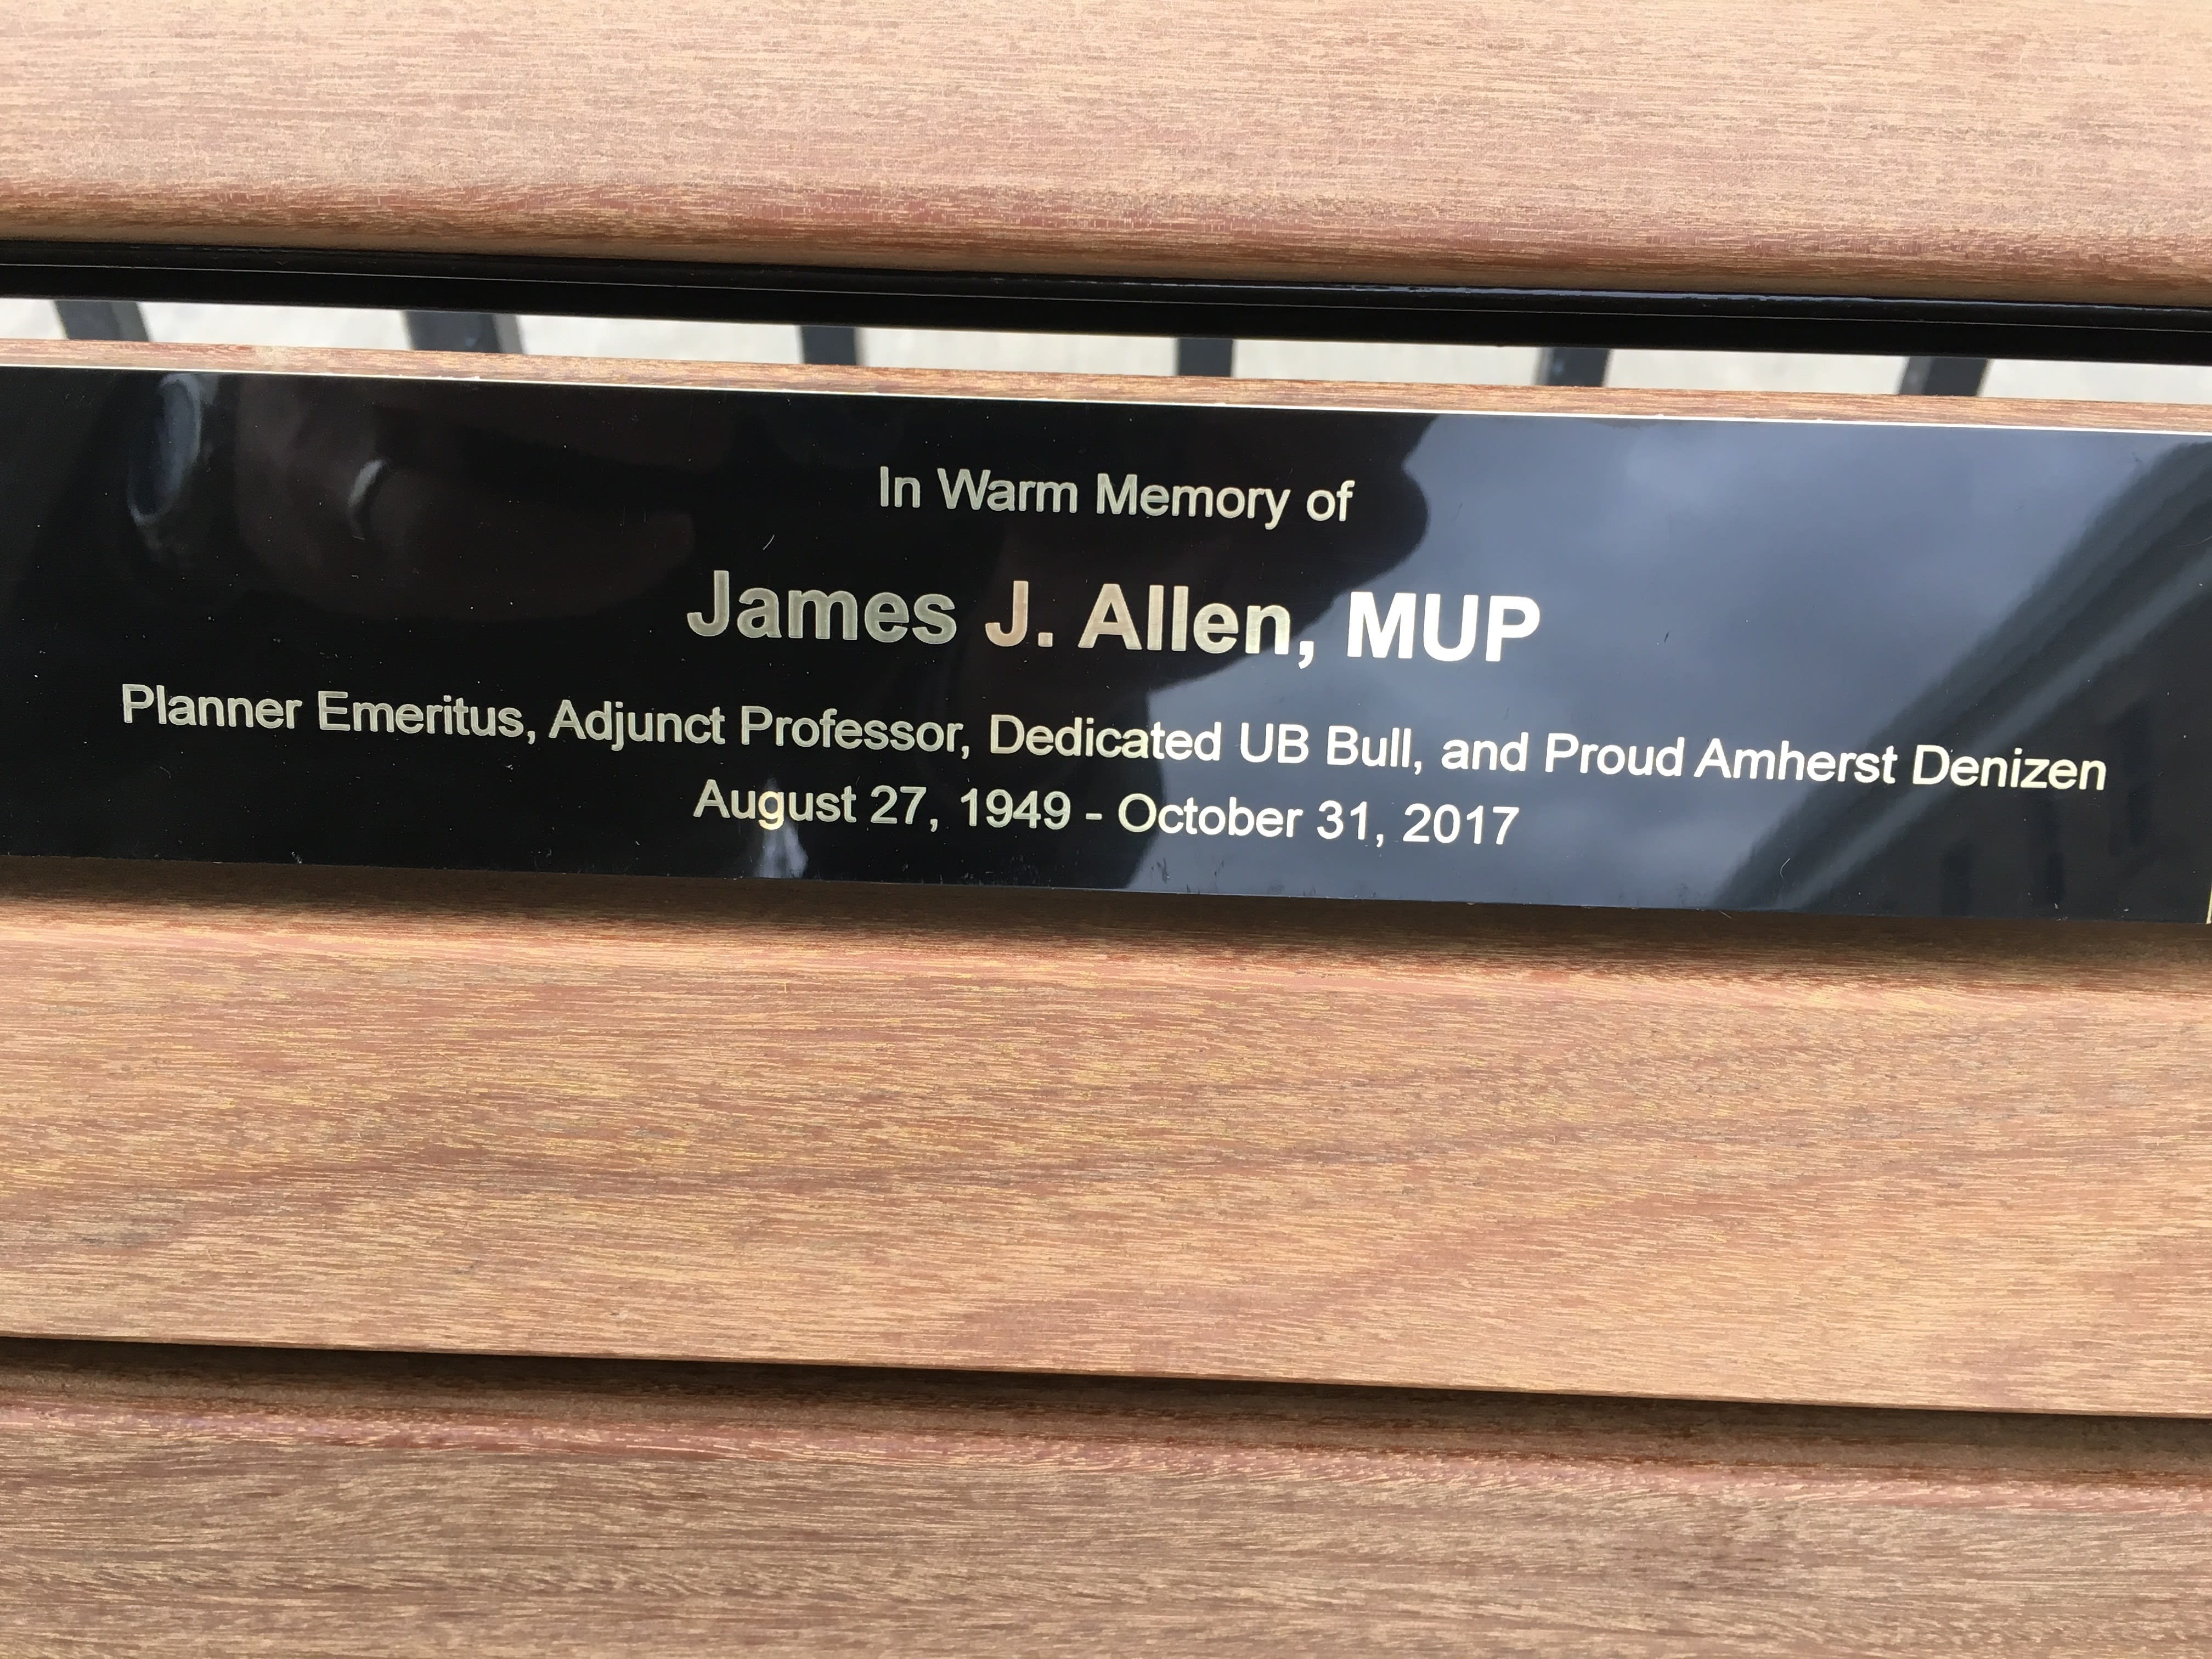 In Warm Memory of
James J. Allen, MUP
Planner Emeritus, Adjunct Professor, Dedicated UB Bull, and Proud Amherst Denizen
August 27, 1949 - October 31, 2017